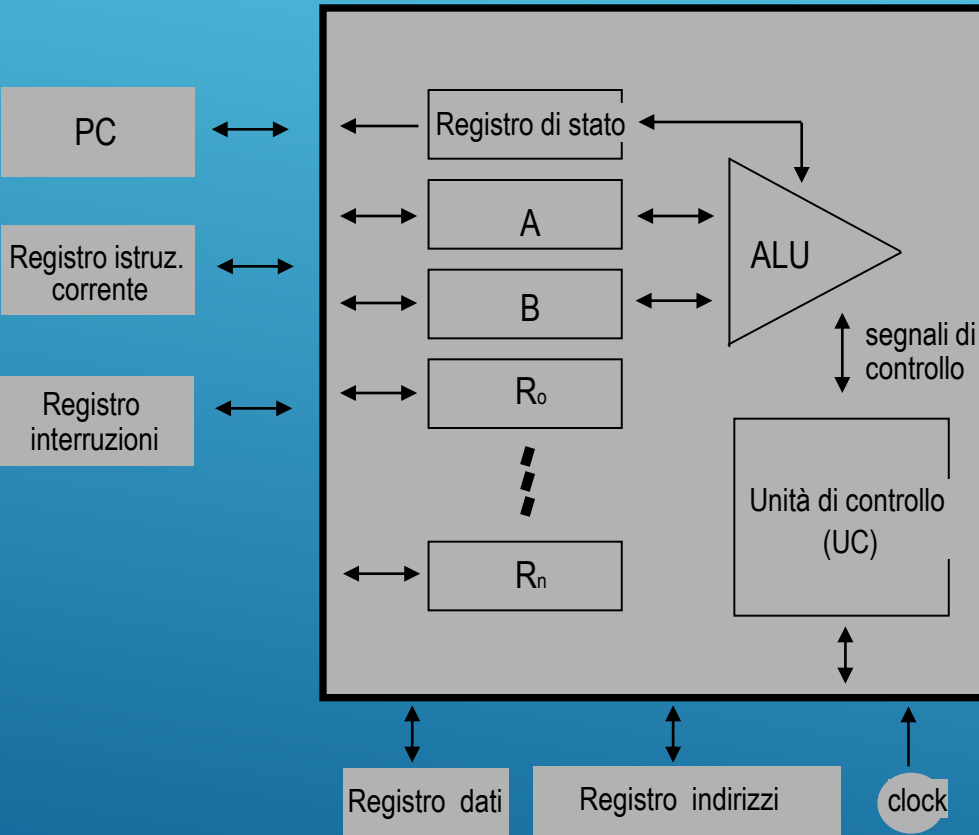 PC
Registro istruz.
corrente
Registro
interruzioni
Registro di stato
A
B
Ro
Rn
ALU
segnali di
controllo
Unità di controllo
(UC)
Registro dati
Registro indirizzi
clock